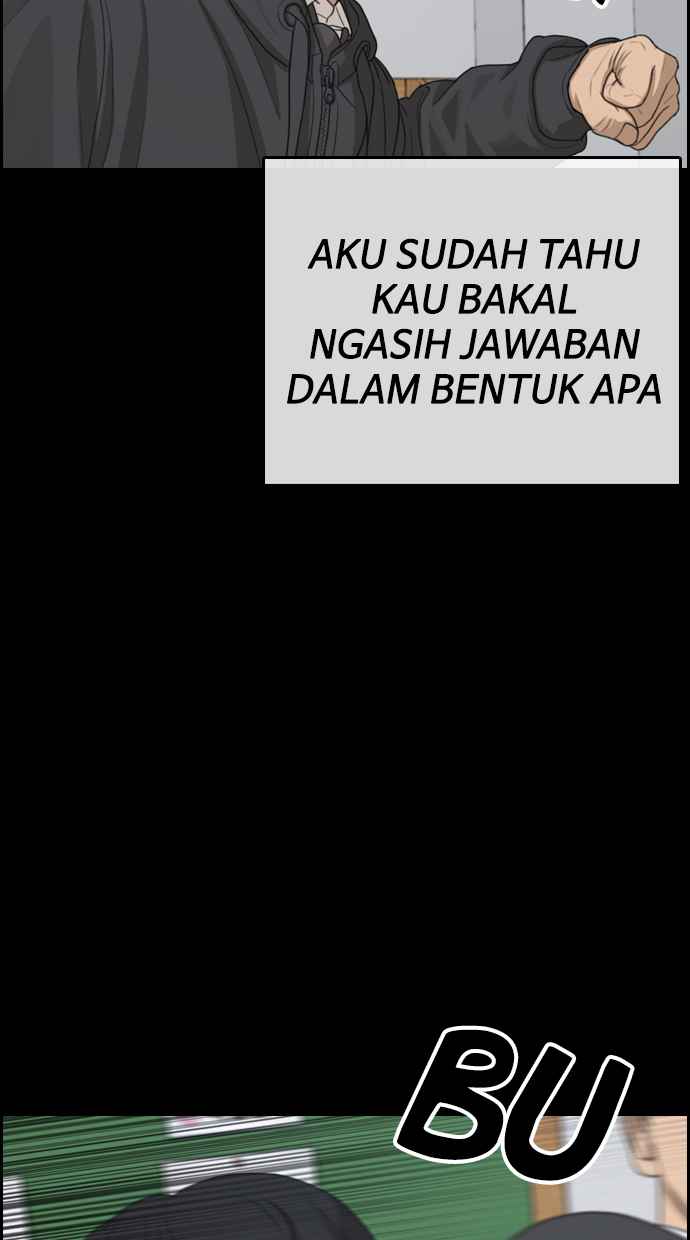 AKU SUDAH TAHU
KAU BAKAL
NGASIH JAWABAN
DALAM BENTUK APA
BU